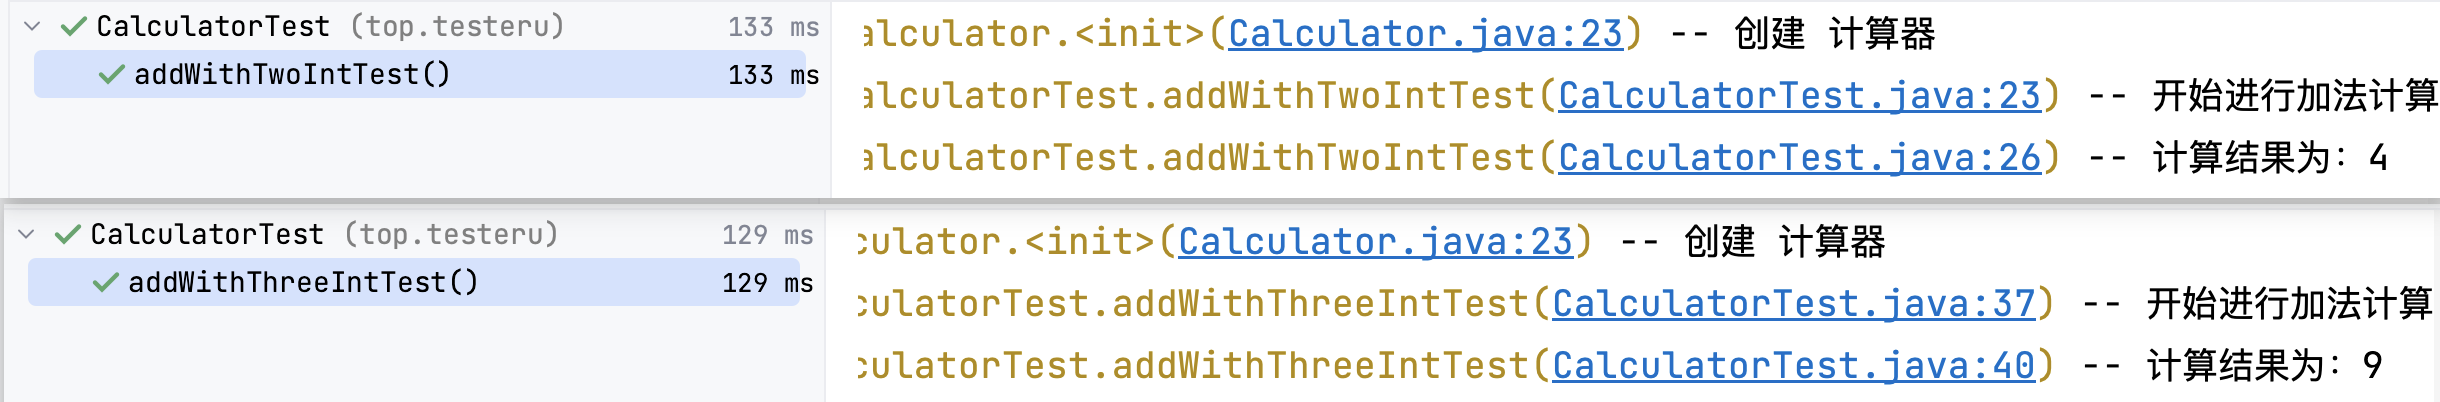 CalculatorTest (top.testeru) 133 ms
addWithTwoIntTest() 133 ms
alculator.<init>(Calculator.java:23) -- 创建 计算器
alculatorTest.addWithTwoIntTest(CalculatorTest.java:23) -- 开始进行加法计算
alculatorTest.addWithTwoIntTest(CalculatorTest.java:26) -- 计算结果为: 4
CalculatorTest (top.testeru) 129 ms
addWithThreeIntTest() 129 ms
culator.<init>(Calculator.java:23) -- 创建 计算器
culatorTest.addWithThreeIntTest(CalculatorTest.java:37) -- 开始进行加法计算
culatorTest.addWithThreeIntTest(CalculatorTest.java:40) -- 计算结果为: 9